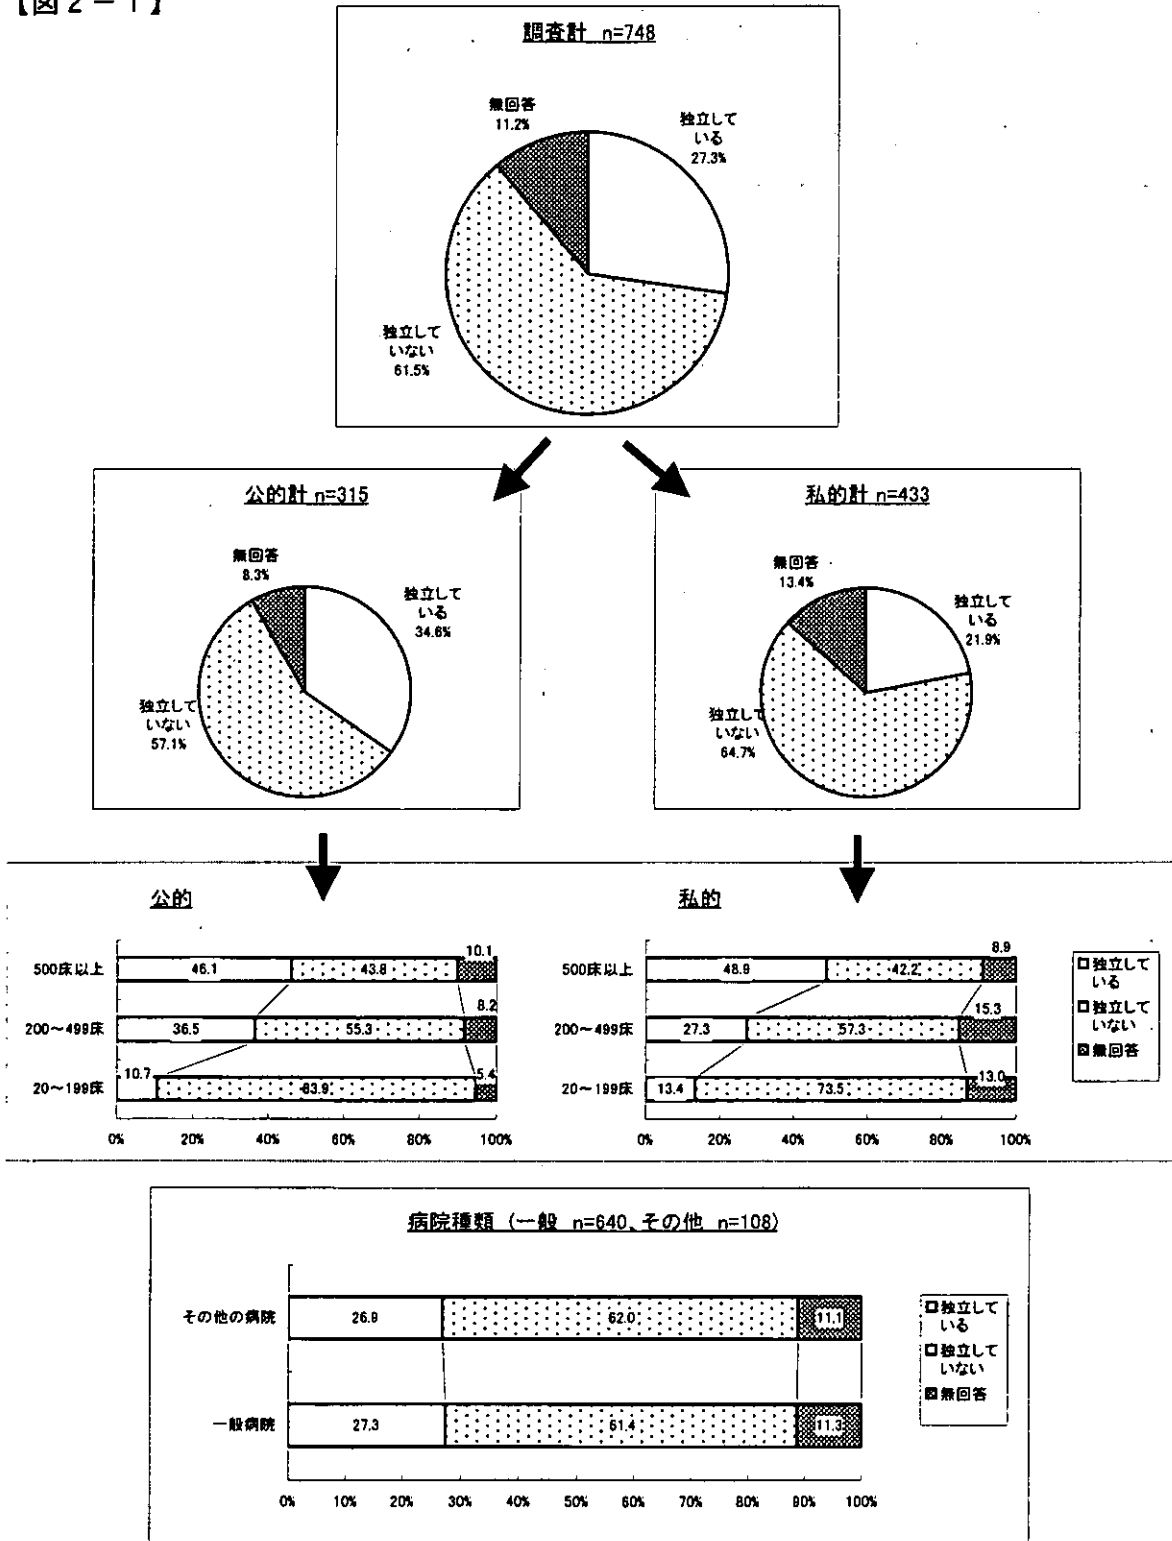 【図2－1】
調査計 n=748
無回答
11.2%
独立して
いる
27.3%
独立して
いない
61.5%
公的計 n=315
無回答
8.3%
独立して
いる
34.6%
独立して
いない
57.1%
私的計 n=433
無回答
13.4%
独立して
いる
21.9%
独立して
いない
64.7%
公的
500床以上 46.1 43.8 10.1
200～499床 36.5 55.3 8.2
20～199床 10.7 83.9 5.4
0% 20% 40% 60% 80% 100%
私的
500床以上 48.9 42.2 8.9
200～499床 27.3 57.3 15.3
20～199床 13.4 73.5 13.0
0% 20% 40% 60% 80% 100%
独立して
いる
独立して
いない
無回答
病院種類 (一般 n=640、その他 n=108)
その他の病院 26.9 62.0 11.1
一般病院 27.3 61.4 11.3
0% 10% 20% 30% 40% 50% 60% 70% 80% 90% 100%
独立して
いる
独立して
いない
無回答